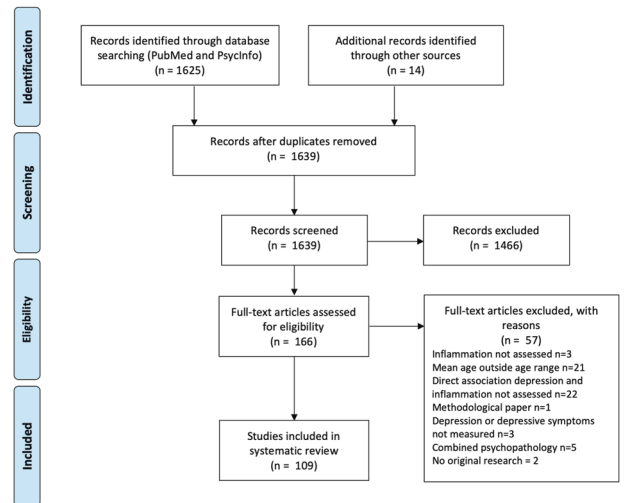 Identification
Records identified through database
searching (PubMed and PsycInfo)
(n = 1625)
Additional records identified
through other sources
(n = 14)
Screening
Records after duplicates removed
(n = 1639)
Records screened
(n = 1639)
Records excluded
(n = 1466)
Eligibility
Full-text articles assessed
for eligibility
(n = 166)
Full-text articles excluded, with
reasons
(n = 57)
Inflammation not assessed n=3
Mean age outside age range n=21
Direct association depression and
inflammation not assessed n=22
Methodological paper n=1
Depression or depressive symptoms
not measured n=3
Combined psychopathology n=5
No original research = 2
Included
Studies included in
systematic review
(n = 109)